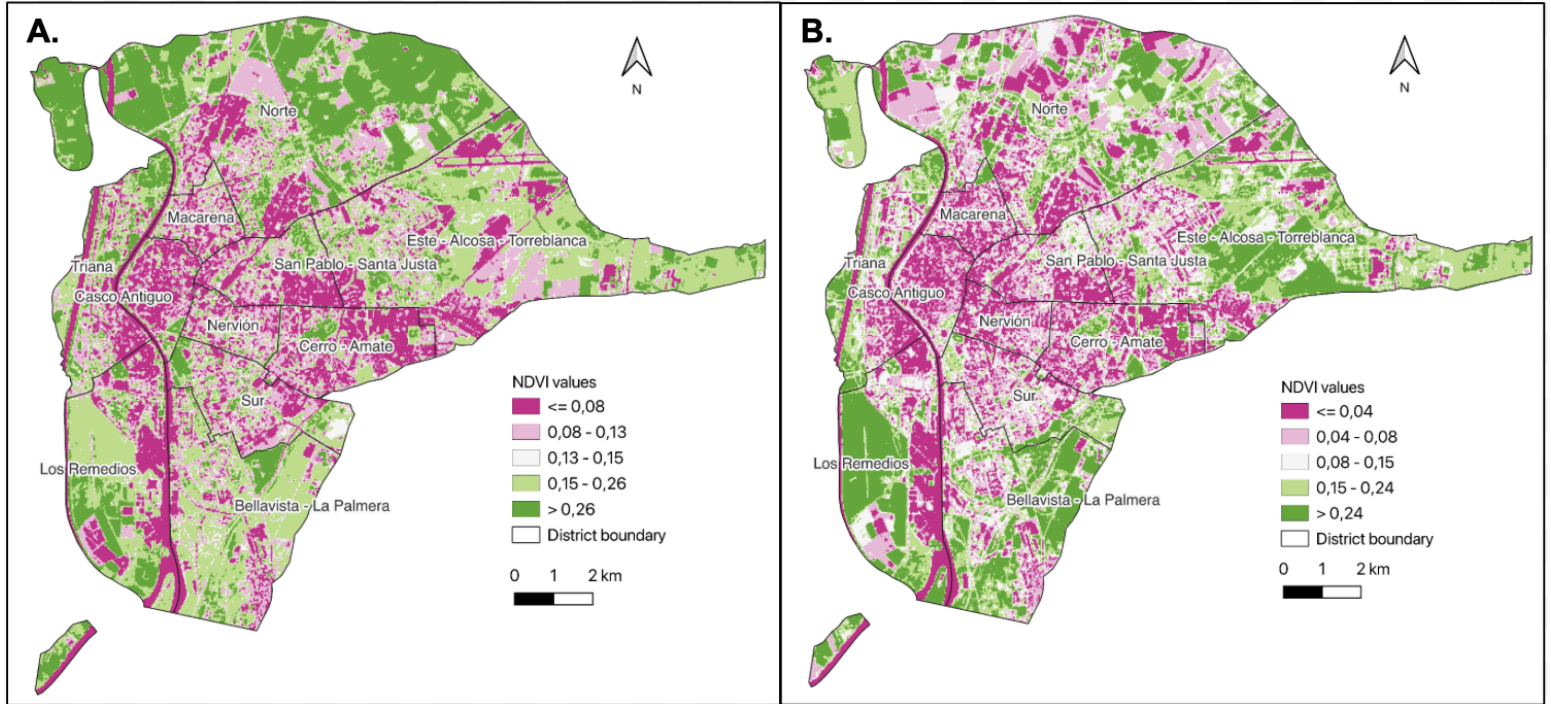 A.
N
Norte
Macarena
Este - Alcosa - Torreblanca
Triana
San Pablo - Santa Justa
Casco Antiguo
Nervión
Cerro - Amate
Sur
Los Remedios
Bellavista - La Palmera
NDVI values
<= 0,08
0,08 - 0,13
0,13 - 0,15
0,15 - 0,26
> 0,26
District boundary
0 1 2 km
B.
N
Norte
Macarena
Este - Alcosa - Torreblanca
Triana
San Pablo - Santa Justa
Casco Antiguo
Nervión
Cerro - Amate
Sur
Los Remedios
Bellavista - La Palmera
NDVI values
<= 0,04
0,04 - 0,08
0,08 - 0,15
0,15 - 0,24
> 0,24
District boundary
0 1 2 km